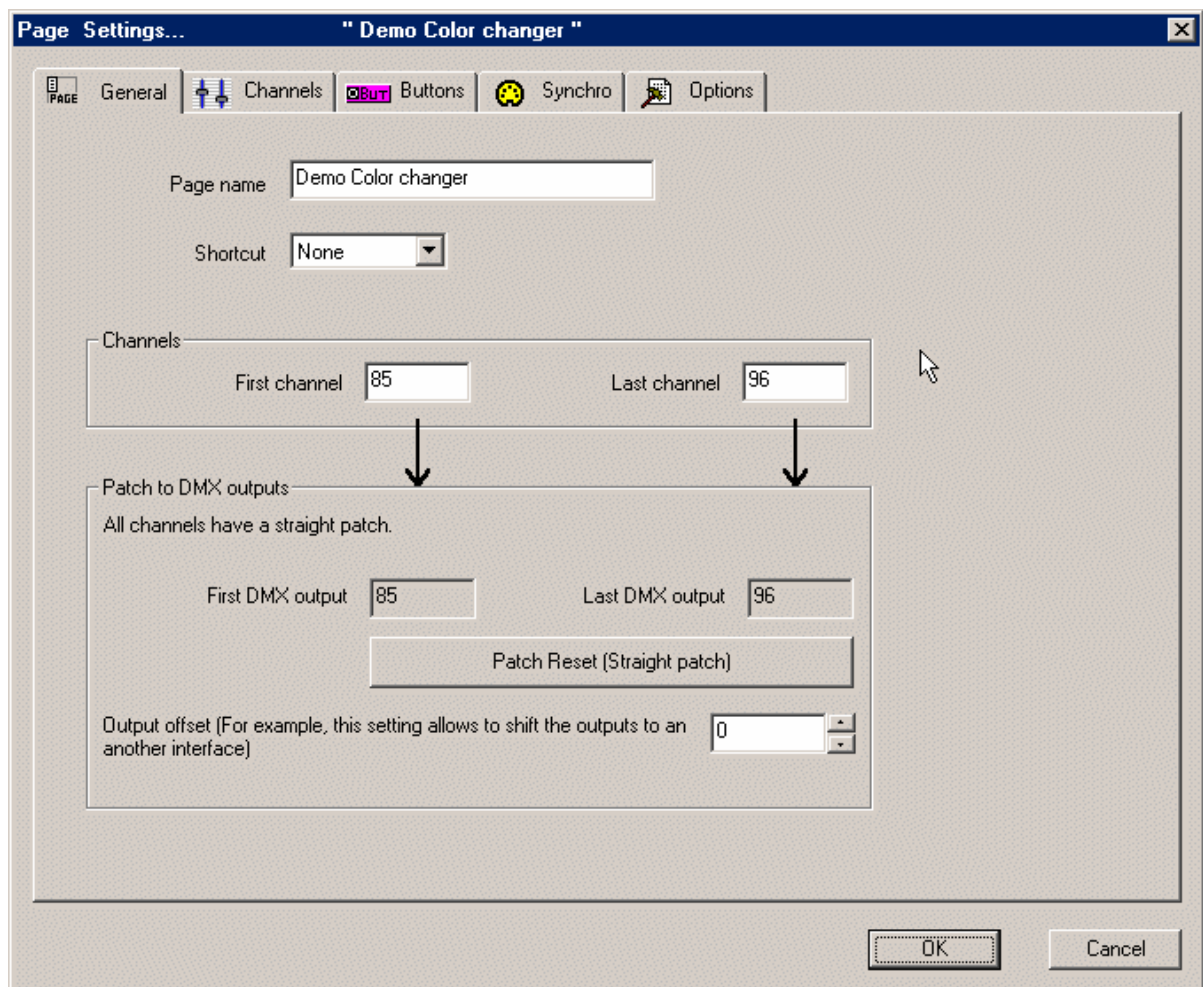 Page Settings... " Demo Color changer "
PAGE General Channels BUT Buttons Synchro Options
Page name Demo Color changer
Shortcut None
Channels
First channel 85 Last channel 96
Patch to DMX outputs
All channels have a straight patch.
First DMX output 85 Last DMX output 96
Patch Reset (Straight patch)
Output offset (For example, this setting allows to shift the outputs to an
another interface) 0
OK Cancel